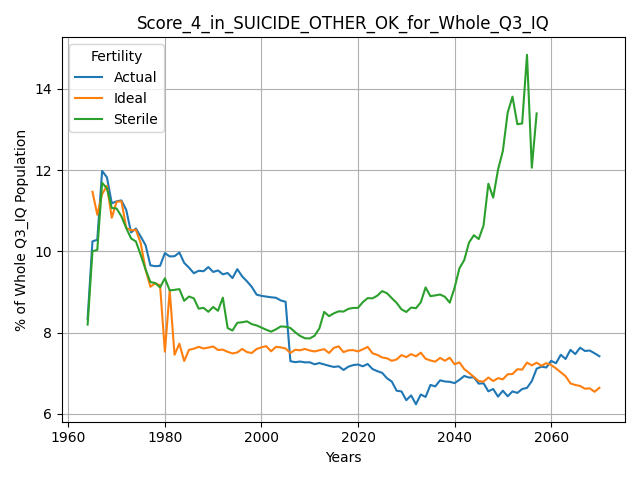 Score_4_in_SUICIDE_OTHER_OK_for_Whole_Q3_IQ
Fertility
Actual
Ideal
Sterile
% of Whole Q3_IQ Population
14
12
10
8
6
1960
1980
2000
2020
2040
2060
Years